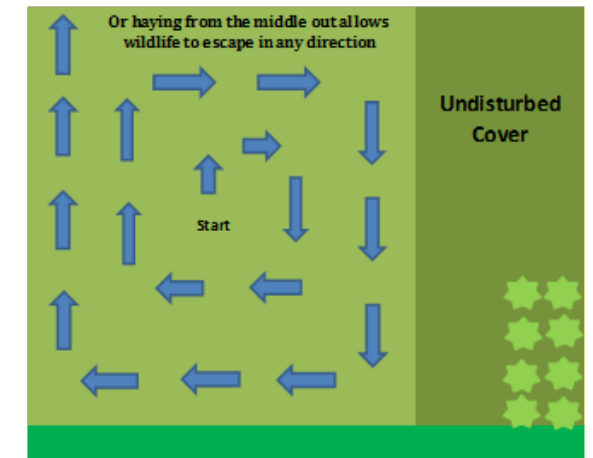 Or haying from the middle out allows
wildlife to escape in any direction
Undisturbed
Cover
Start